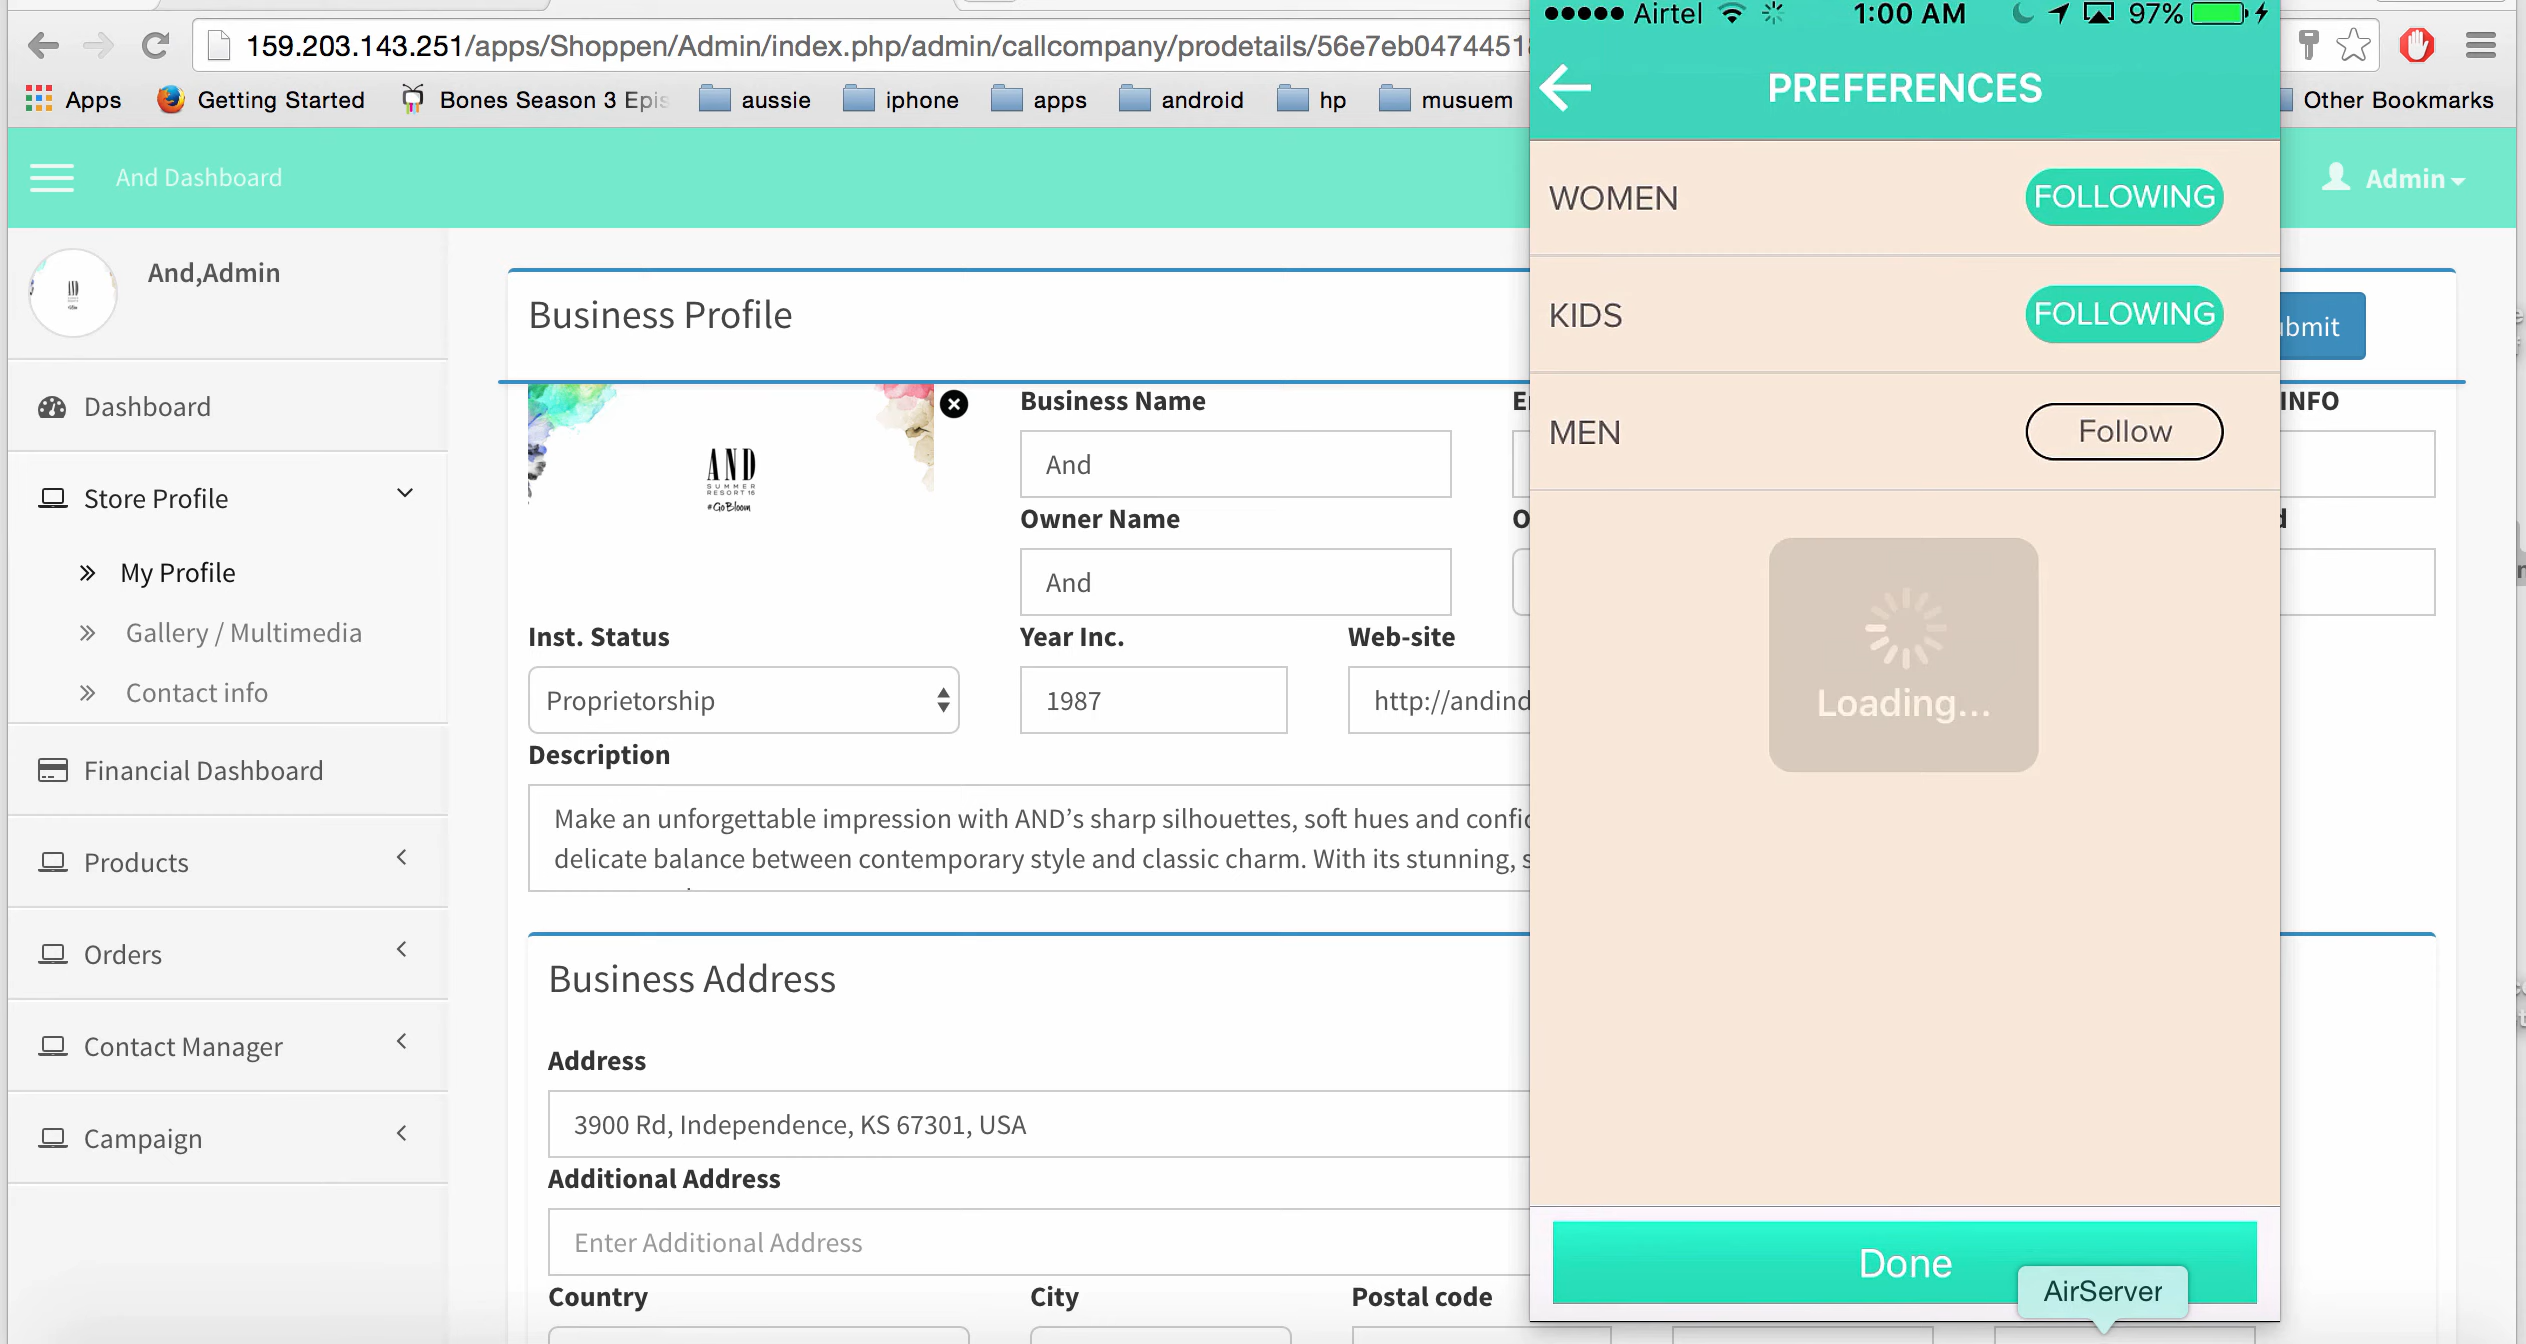 159.203.143.251/apps/Shoppen/Admin/index.php/admin/callcompany/prodetails/56e7eb0474451
Apps
Getting Started
Bones Season 3 Epis
aussie
iphone
apps
android
hp
musuem
Other Bookmarks
And Dashboard
Admin
And,Admin
Dashboard
Store Profile
My Profile
Gallery / Multimedia
Contact info
Financial Dashboard
Products
Orders
Contact Manager
Campaign
Business Profile
ubmit
AND
SUMMER
RESORT 16
#GoBloom
Business Name
INFO
And
Owner Name
And
Inst. Status
Year Inc.
Web-site
Proprietorship
1987
http://andind
Description
Make an unforgettable impression with AND’s sharp silhouettes, soft hues and confid
delicate balance between contemporary style and classic charm. With its stunning, s
Business Address
Address
3900 Rd, Independence, KS 67301, USA
Additional Address
Enter Additional Address
Country
City
Postal code
Airtel
1:00 AM
97%
PREFERENCES
WOMEN
FOLLOWING
KIDS
FOLLOWING
MEN
Follow
Loading...
Done
AirServer